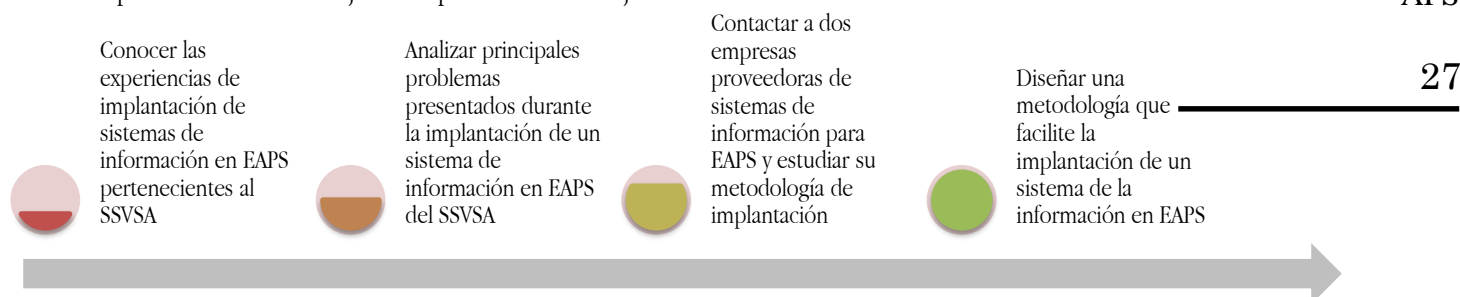 Conocer las
experiencias de
implantación de
sistemas de
información en EAPS
pertenecientes al
SSVSA
Analizar principales
problemas
presentados durante
la implantación de un
sistema de
información en EAPS
del SSVSA
Contactar a dos
empresas
proveedoras de
sistemas de
información para
EAPS y estudiar su
metodología de
implantación
Diseñar una
metodología que
facilite la
implantación de un
sistema de la
información en EAPS
27